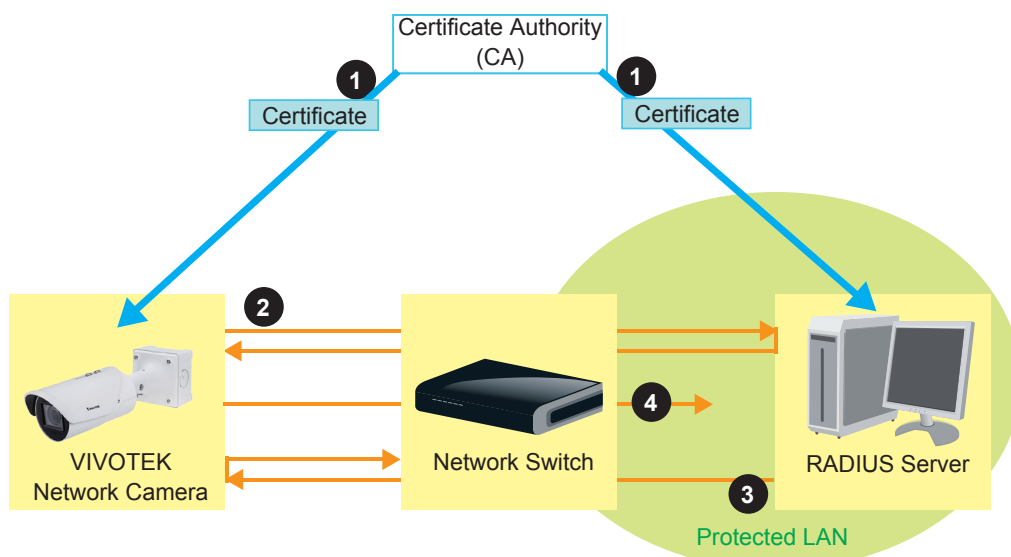 Certificate Authority
(CA)
1
1
Certificate
Certificate
2
4
VIVOTEK
Network Camera
Network Switch
RADIUS Server
3
Protected LAN